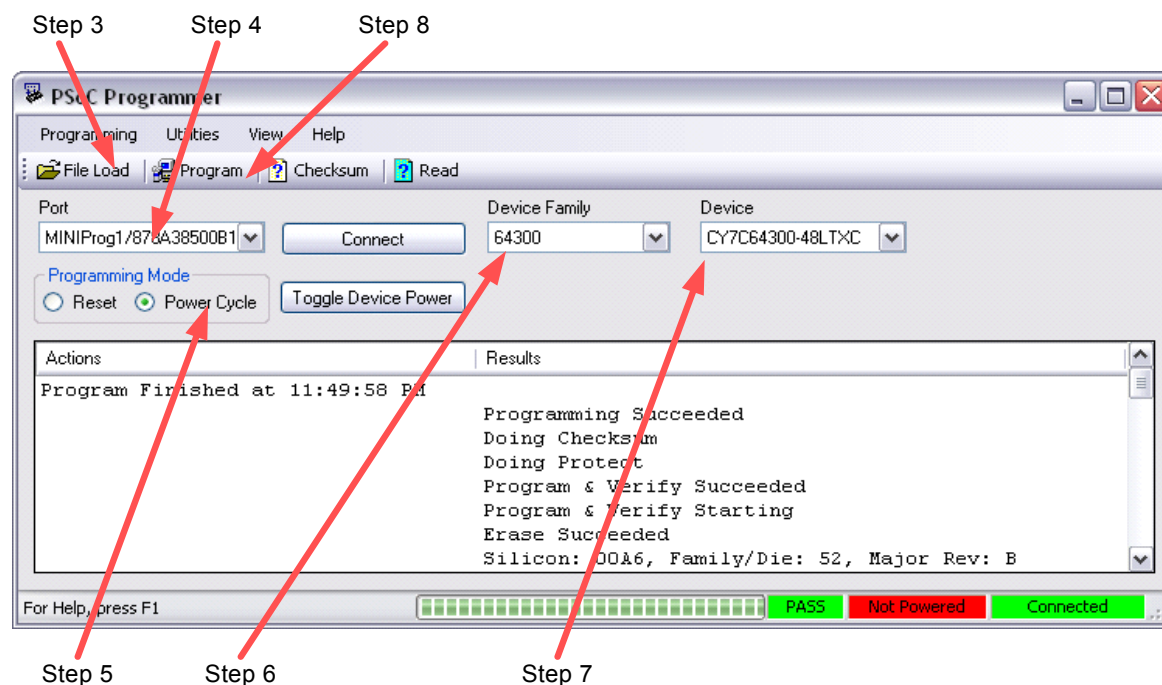 Step 3 Step 4 Step 8
PSoC Programmer
Programming Utilities View Help
File Load Program Checksum Read
Port Device Family Device
MINIProg1/878A38500B1 Connect 64300 CY7C64300-48LTXC
Programming Mode
Reset Power Cycle Toggle Device Power
Actions Results
Program Finished at 11:49:58 PM
Programming Succeeded
Doing Checksum
Doing Protect
Program & Verify Succeeded
Program & Verify Starting
Erase Succeeded
Silicon: 00A6, Family/Die: 52, Major Rev: B
For Help, press F1 PASS Not Powered Connected
Step 5 Step 6 Step 7